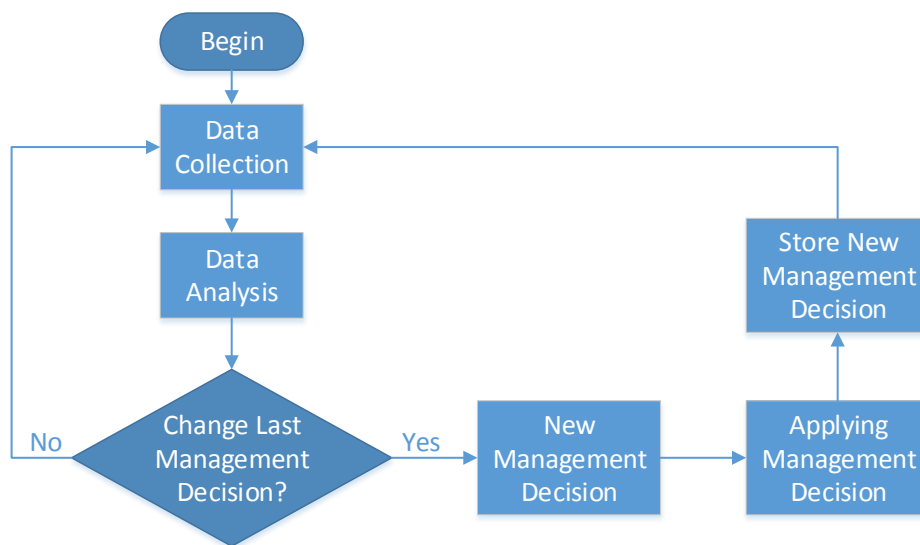 Begin
Data
Collection
Data
Analysis
Store New
Management
Decision
Change Last
Management
Decision?
No
Yes
New
Management
Decision
Applying
Management
Decision